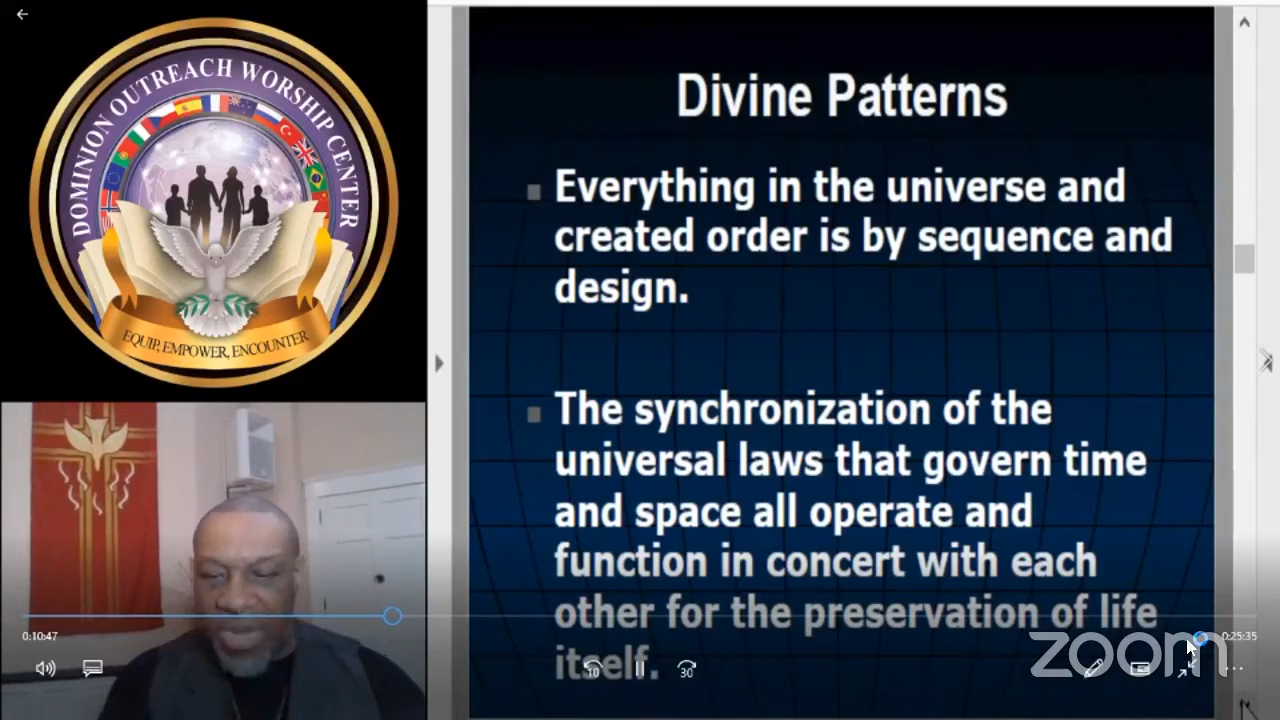 DOMINION OUTREACH WORSHIP CENTER
EQUIP, EMPOWER, ENCOUNTER
Divine Patterns
Everything in the universe and
created order is by sequence and
design.
The synchronization of the
universal laws that govern time
and space all operate and
function in concert with each
other for the preservation of life
itself.
0:10:47
0:25:35
10
30
zoom